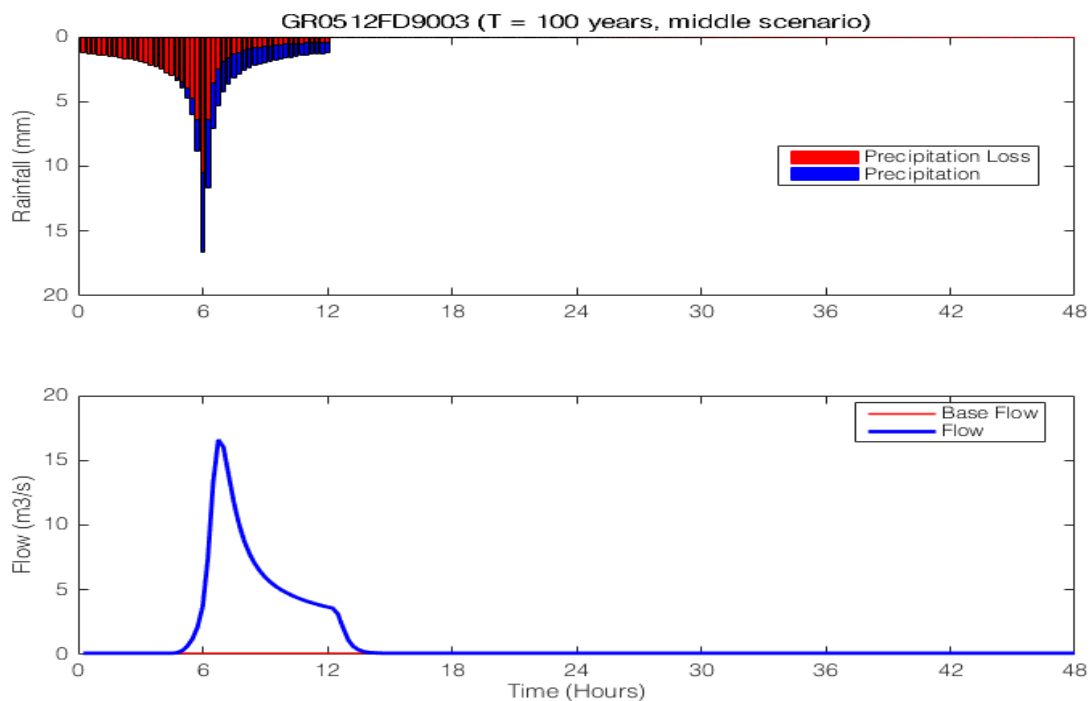 GR0512FD9003 (T = 100 years, middle scenario)
0
5
10
15
20
Rainfall (mm)
Precipitation Loss
Precipitation
0 6 12 18 24 30 36 42 48
20
15
10
5
0
Flow (m3/s)
Base Flow
Flow
0 6 12 18 24 30 36 42 48
Time (Hours)